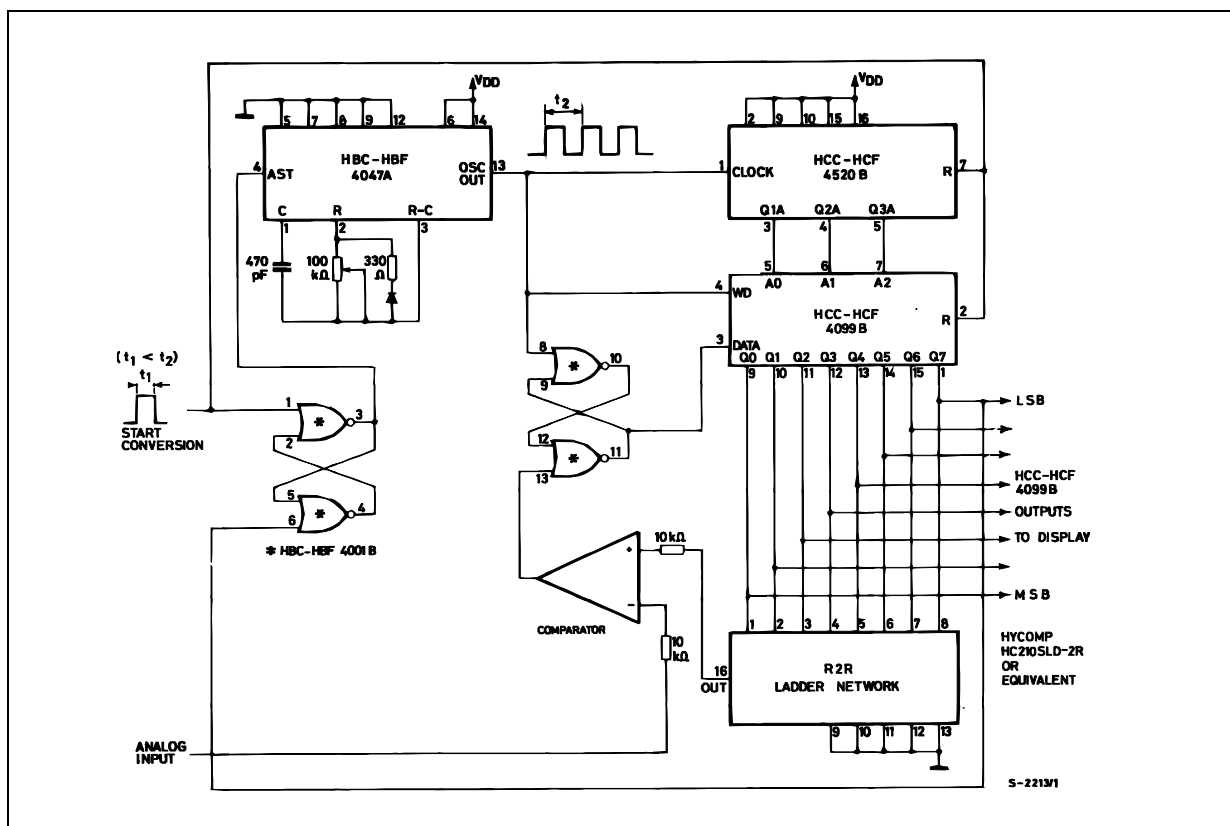 VDD
5 7 8 9 12 6 14
4 AST
HBC-HBF
4047A
OSC
OUT
13
C R R-C
1 2 3
470
pF
100
kΩ
330
Ω
t2
VDD
2 9 10 15 16
1 CLOCK
HCC-HCF
4520B
R 7
Q1A Q2A Q3A
3 4 5
5 6 7
A0 A1 A2
4 WD
HCC-HCF
4099B
R 2
3 DATA
Q0 Q1 Q2 Q3 Q4 Q5 Q6 Q7
9 10 11 12 13 14 15 1
(t1 < t2)
t1
START
CONVERSION
1
2
*
3
5
6
*
4
* HBC-HBF 4001B
8
9
*
10
12
13
*
11
LSB
HCC-HCF
4099B
OUTPUTS
TO DISPLAY
MSB
+
10kΩ
−
COMPARATOR
10
kΩ
1 2 3 4 5 6 7 8
R2R
LADDER NETWORK
16
OUT
9 10 11 12 13
HYCOMP
HC210SLD-2R
OR
EQUIVALENT
ANALOG
INPUT
S-2213/1